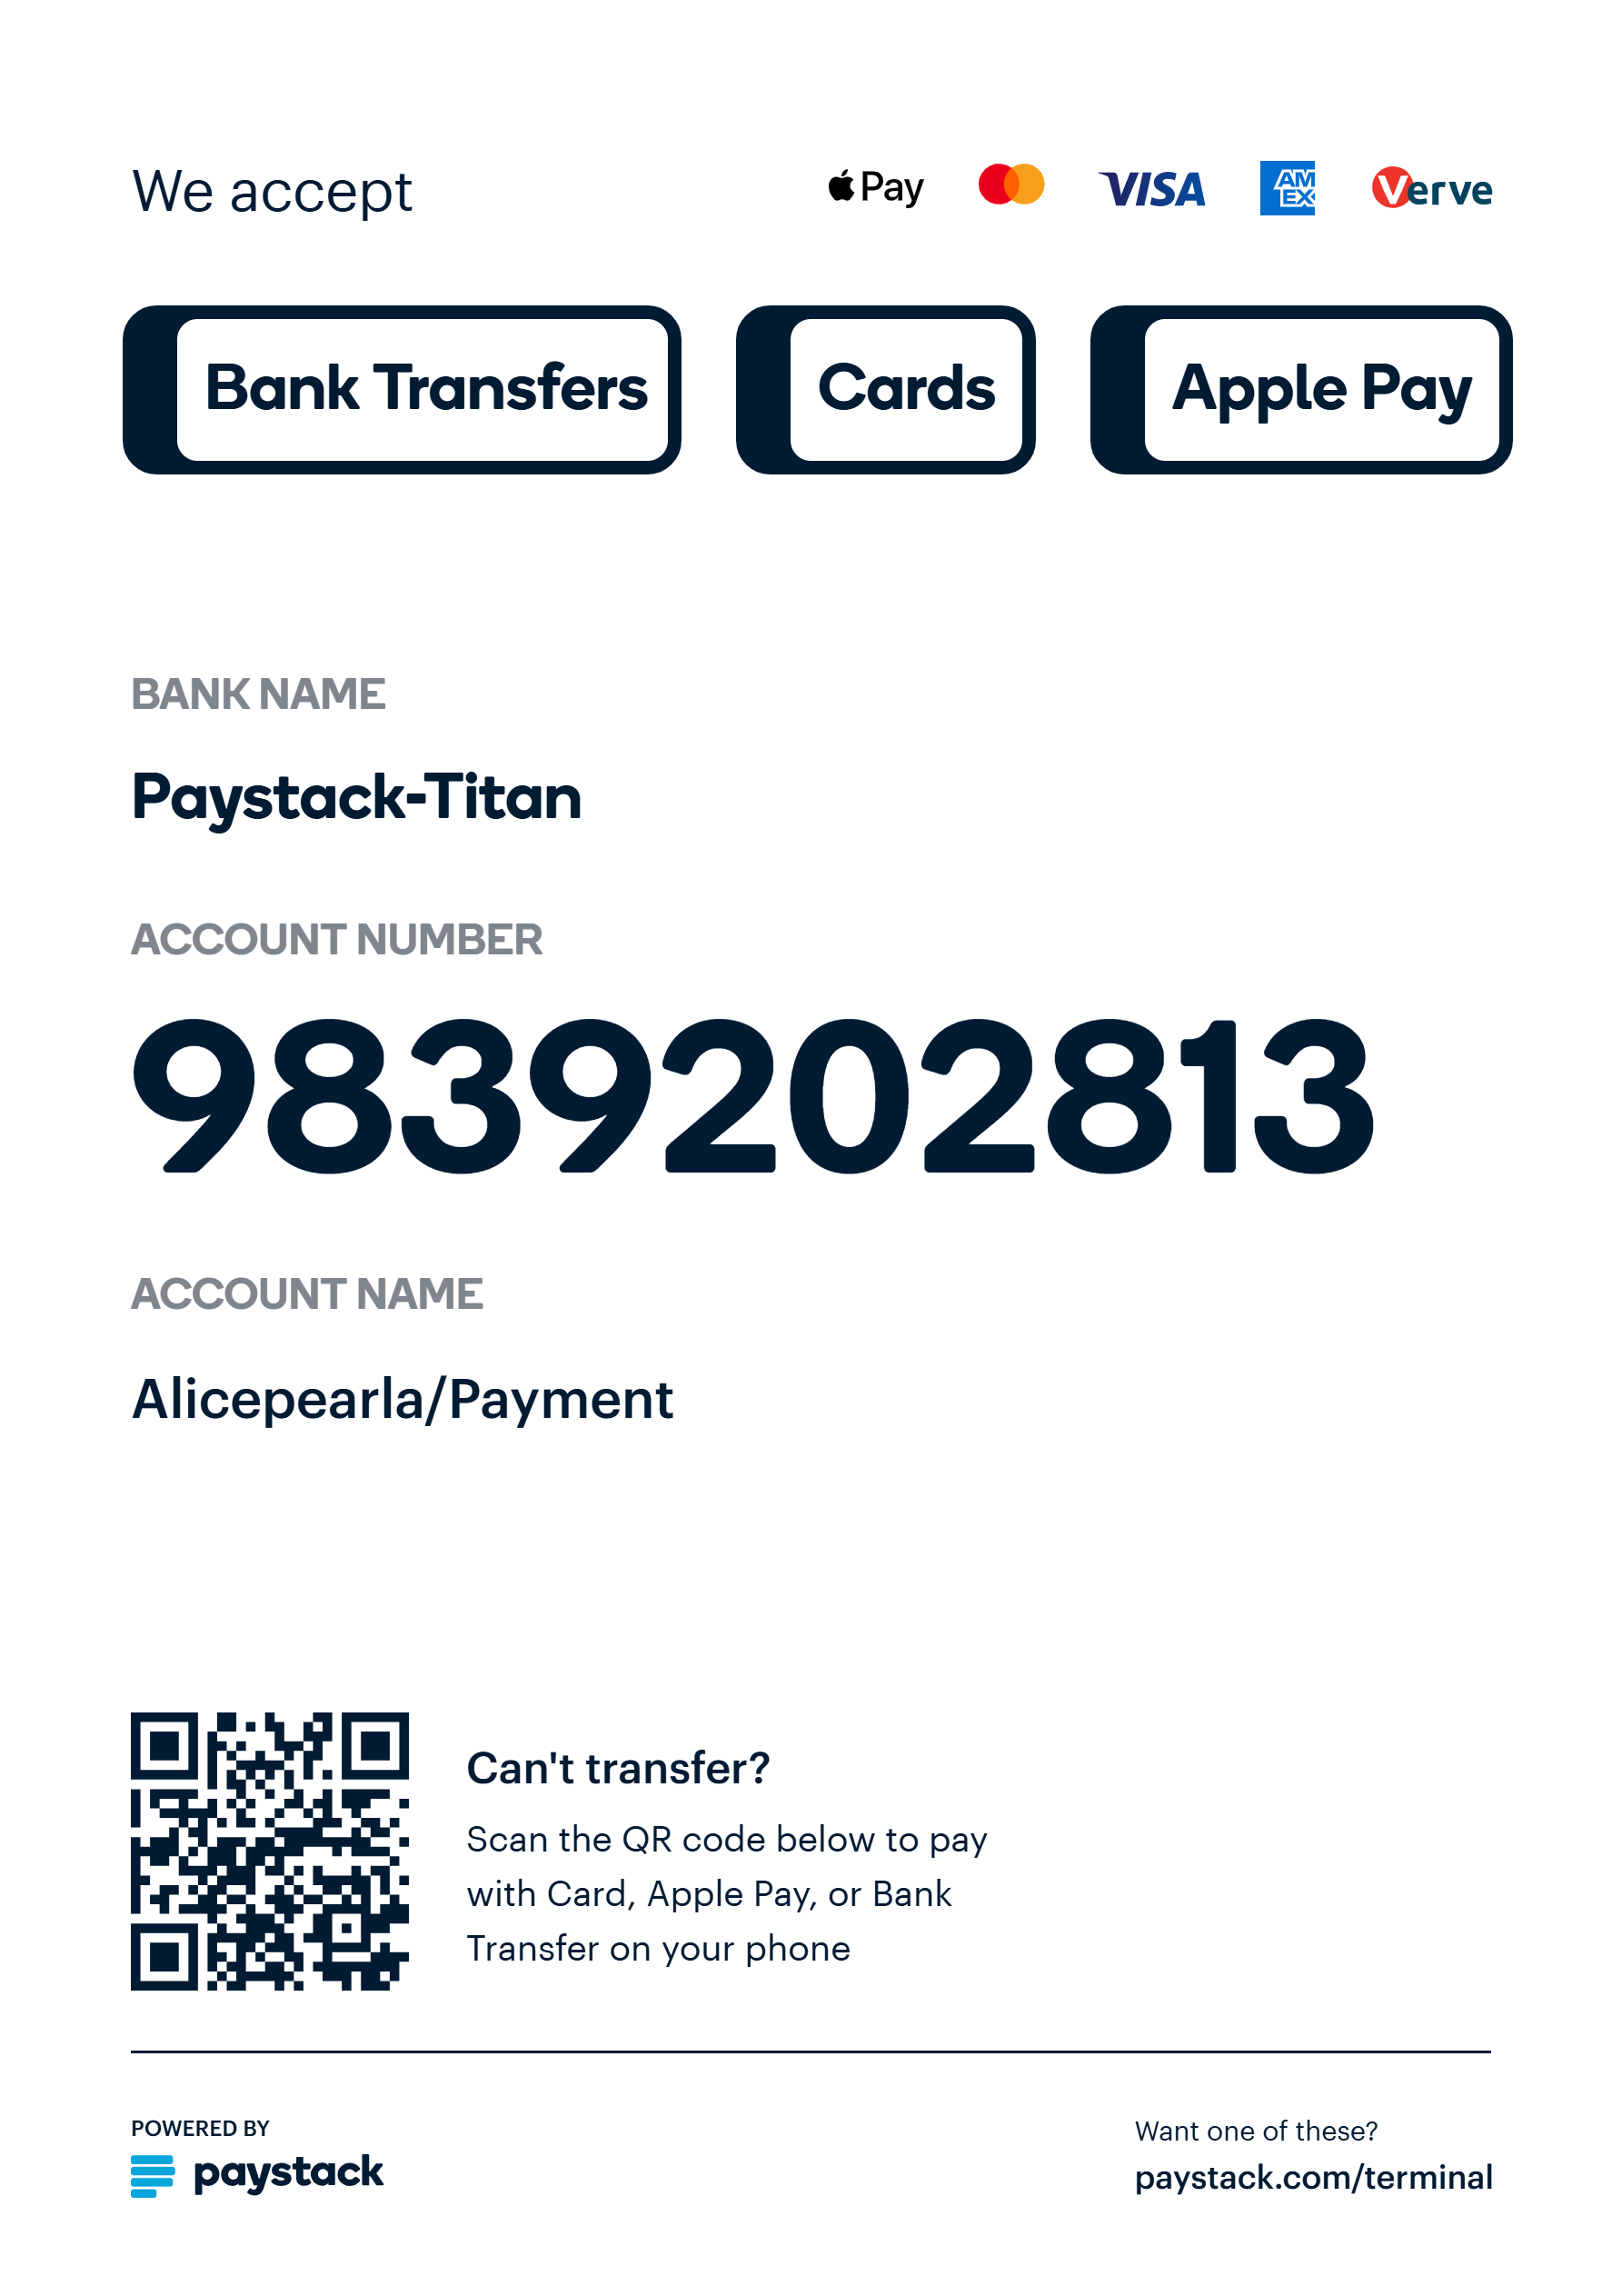 We accept
Pay VISA AMEX Verve
Bank Transfers Cards Apple Pay
BANK NAME
Paystack-Titan
ACCOUNT NUMBER
9839202813
ACCOUNT NAME
Alicepearla/Payment
Can't transfer?
Scan the QR code below to pay
with Card, Apple Pay, or Bank
Transfer on your phone
POWERED BY
paystack
Want one of these?
paystack.com/terminal